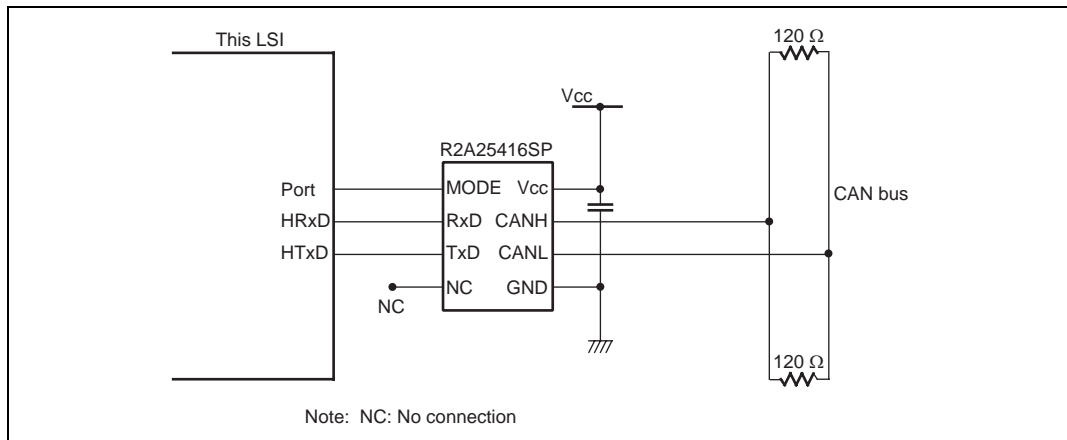 This LSI
120 Ω
Vcc
R2A25416SP
Port
MODE
Vcc
CAN bus
HRxD
RxD
CANH
HTxD
TxD
CANL
NC
GND
NC
120 Ω
Note: NC: No connection